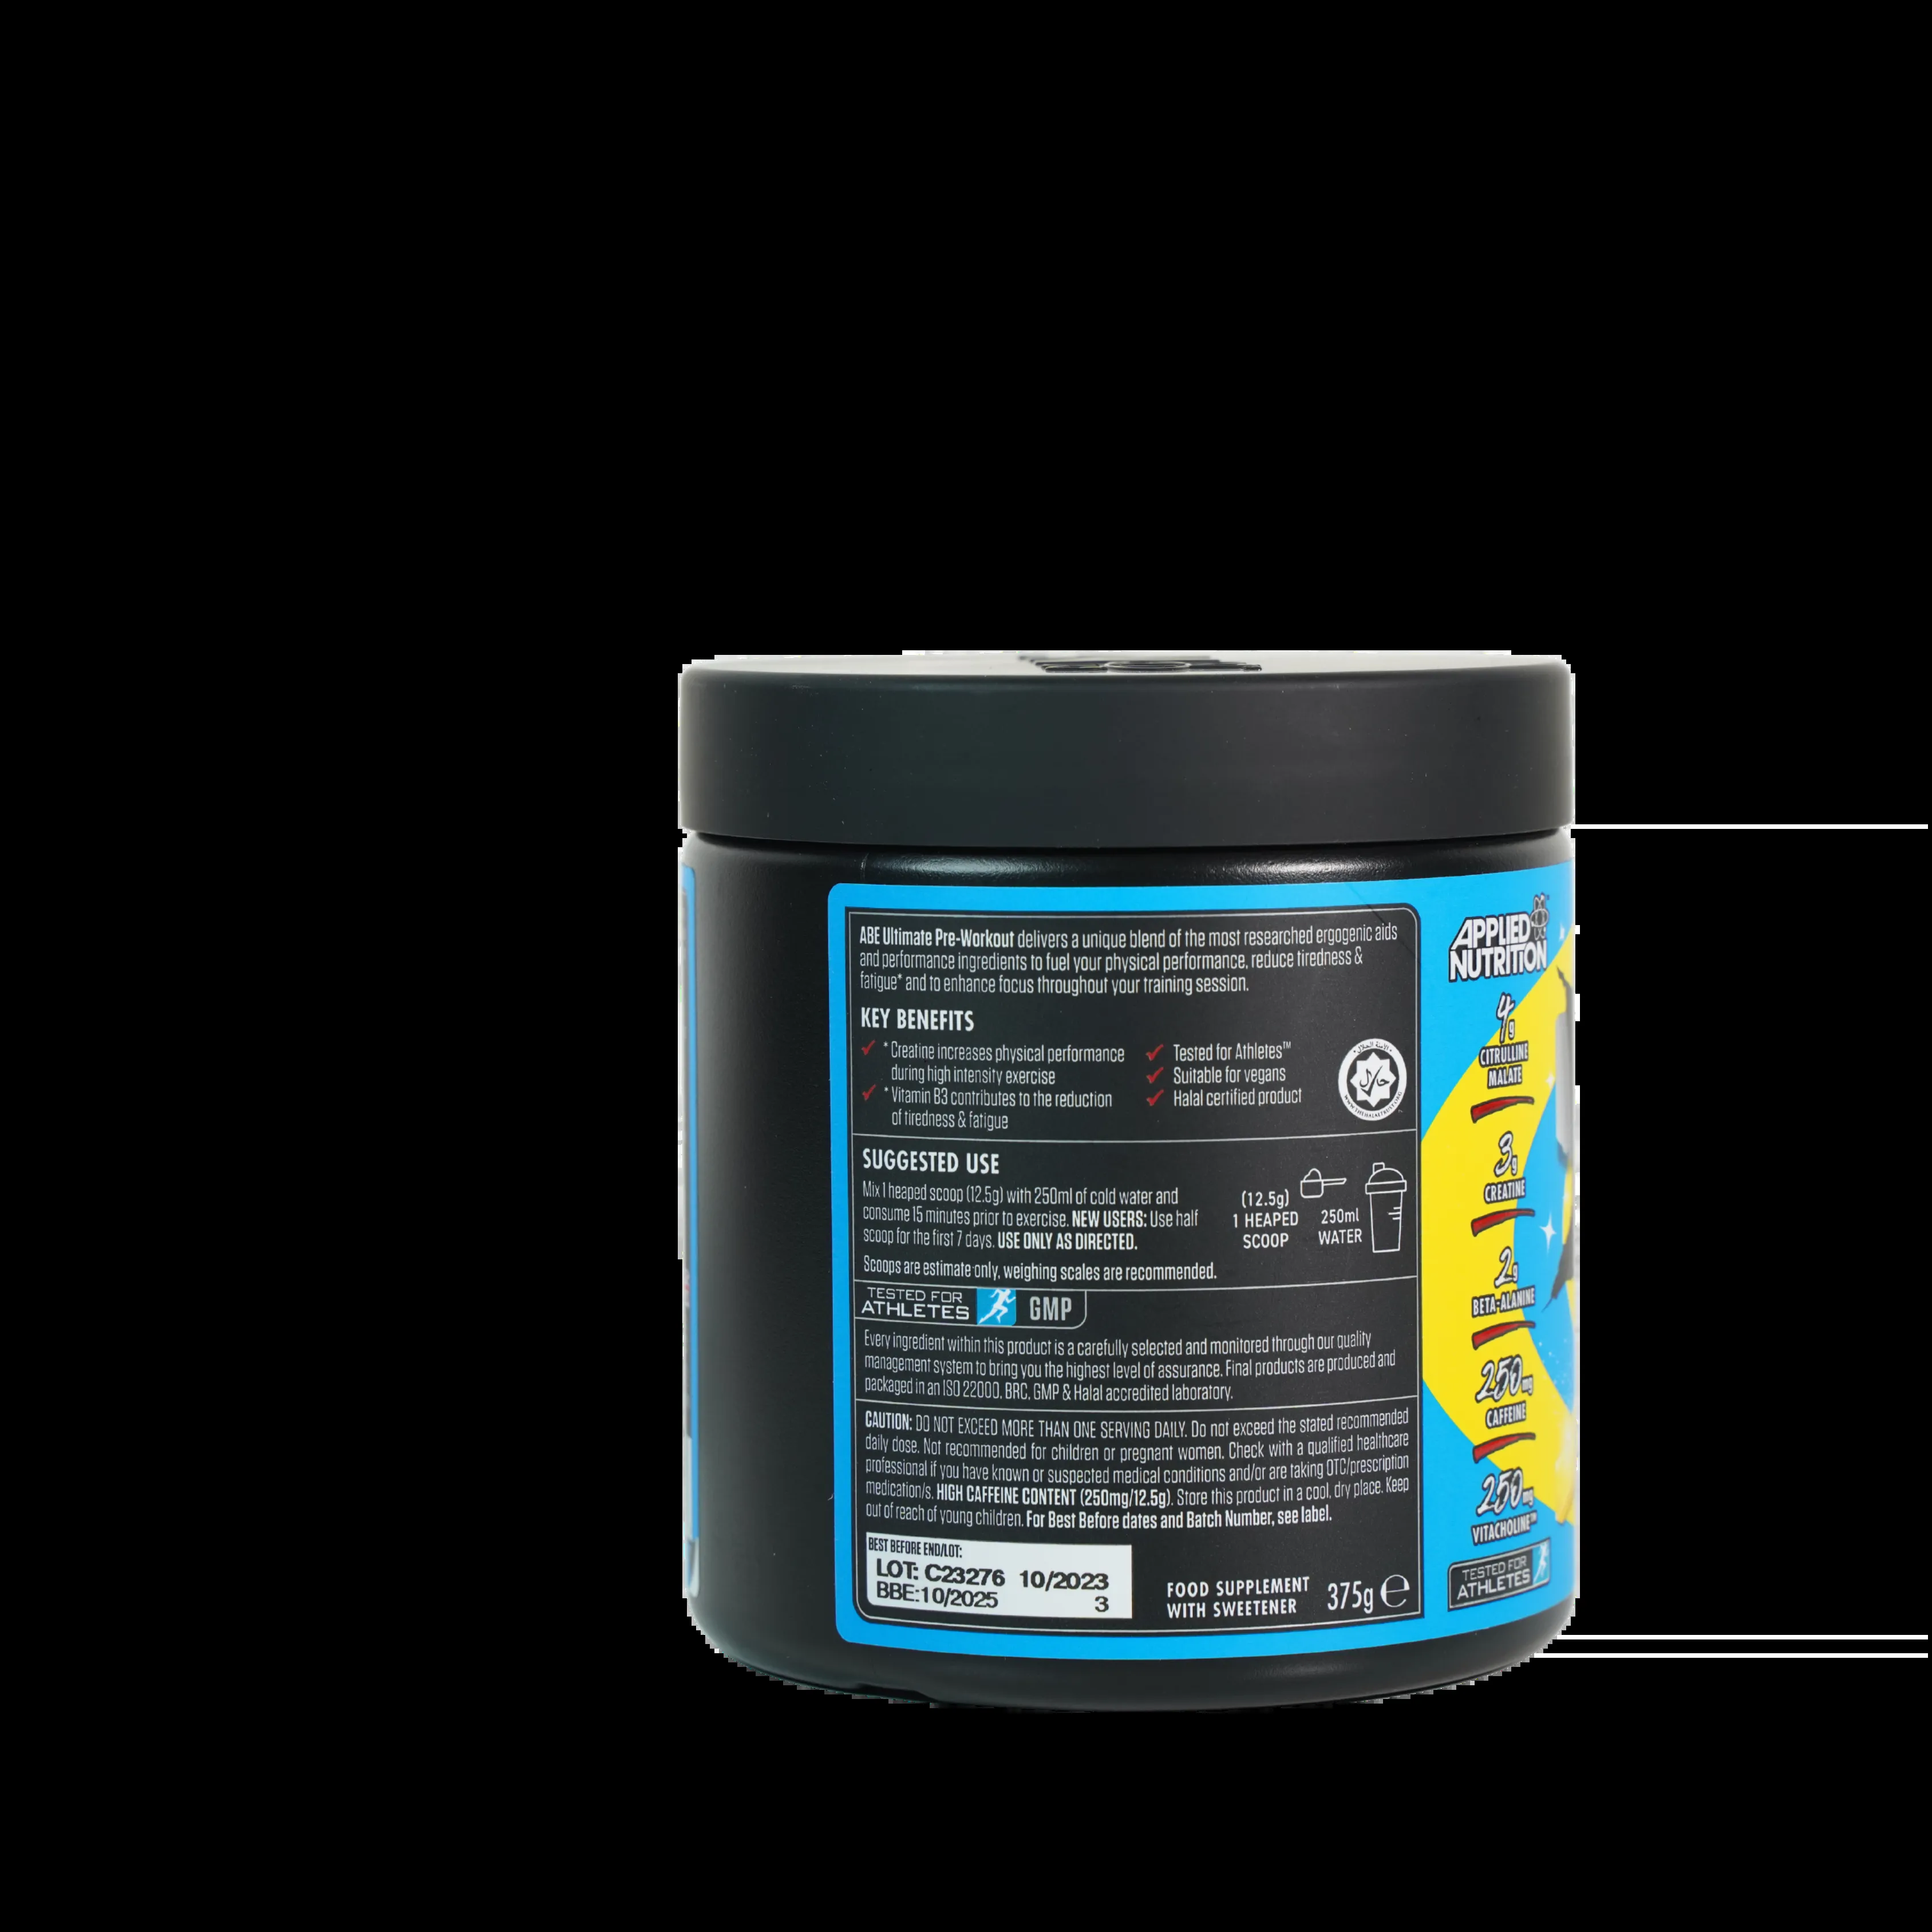 ABE Ultimate Pre-Workout delivers a unique blend of the most researched ergogenic aids
and performance ingredients to fuel your physical performance, reduce tiredness &
fatigue* and to enhance focus throughout your training session.
KEY BENEFITS
* Creatine increases physical performance
during high intensity exercise
* Vitamin B3 contributes to the reduction
of tiredness & fatigue
Tested for Athletes™
Suitable for vegans
Halal certified product
حلال
SUGGESTED USE
Mix 1 heaped scoop (12.5g) with 250ml of cold water and
consume 15 minutes prior to exercise. NEW USERS: Use half
scoop for the first 7 days. USE ONLY AS DIRECTED.
Scoops are estimate only, weighing scales are recommended.
(12.5g)
1 HEAPED
SCOOP
250ml
WATER
TESTED FOR
ATHLETES
GMP
Every ingredient within this product is a carefully selected and monitored through our quality
management system to bring you the highest level of assurance. Final products are produced and
packaged in an ISO 22000, BRC, GMP & Halal accredited laboratory.
CAUTION: DO NOT EXCEED MORE THAN ONE SERVING DAILY. Do not exceed the stated recommended
daily dose. Not recommended for children or pregnant women. Check with a qualified healthcare
professional if you have known or suspected medical conditions and/or are taking OTC/prescription
medication/s. HIGH CAFFEINE CONTENT (250mg/12.5g). Store this product in a cool, dry place. Keep
out of reach of young children. For Best Before dates and Batch Number, see label.
BEST BEFORE END/LOT:
LOT: C23276 10/2023
BBE:10/2025 3
FOOD SUPPLEMENT
WITH SWEETENER
375g ℮
APPLIED
NUTRITION
4g
CITRULLINE
MALATE
3g
CREATINE
2g
BETA-ALANINE
250mg
CAFFEINE
250mg
VITACHOLINE™
TESTED FOR
ATHLETES